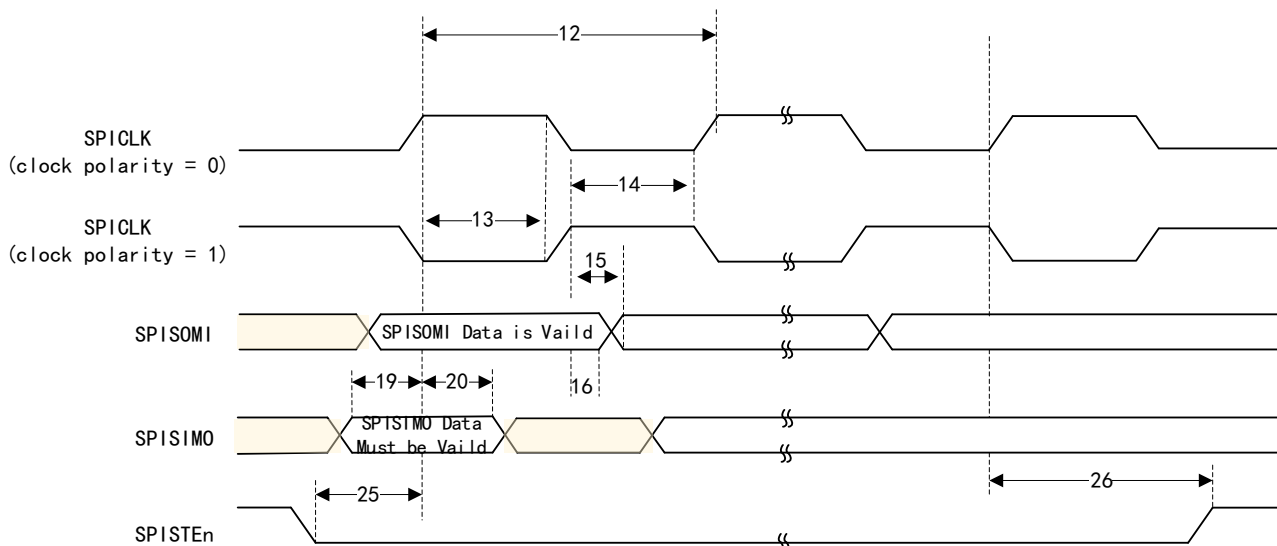 12
SPICLK
(clock polarity = 0)
14
13
SPICLK
(clock polarity = 1)
15
SPISOMI
SPISOMI Data is Vaild
19
20
16
SPISIMO
SPISIMO Data
Must be Vaild
25
26
SPISTEn